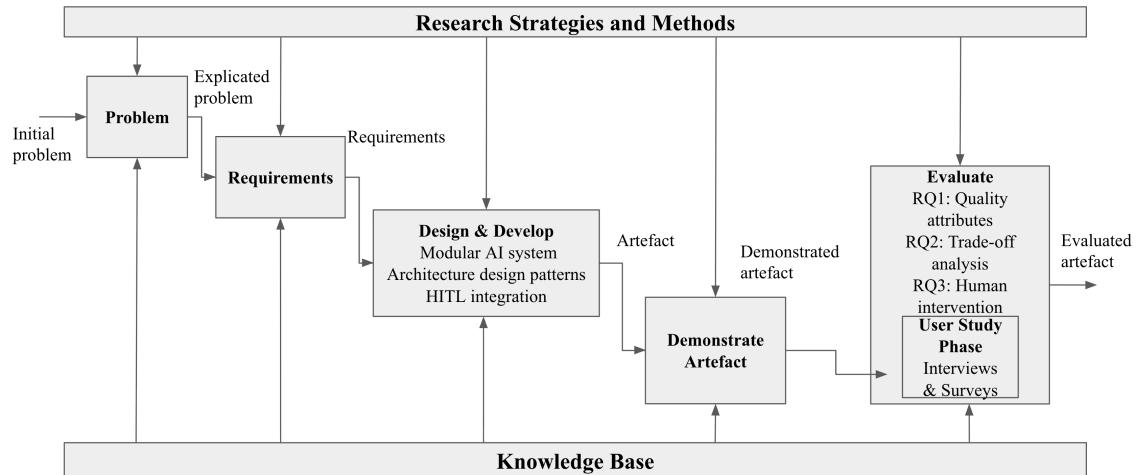 Research Strategies and Methods
Explicated
problem
Problem
Initial
problem
Requirements
Requirements
Design & Develop
Modular AI system
Architecture design patterns
HITL integration
Artefact
Demonstrated
artefact
Demonstrate
Artefact
Evaluate
RQ1: Quality
attributes
RQ2: Trade-off
analysis
RQ3: Human
intervention
User Study
Phase
Interviews
& Surveys
Evaluated
artefact
Knowledge Base